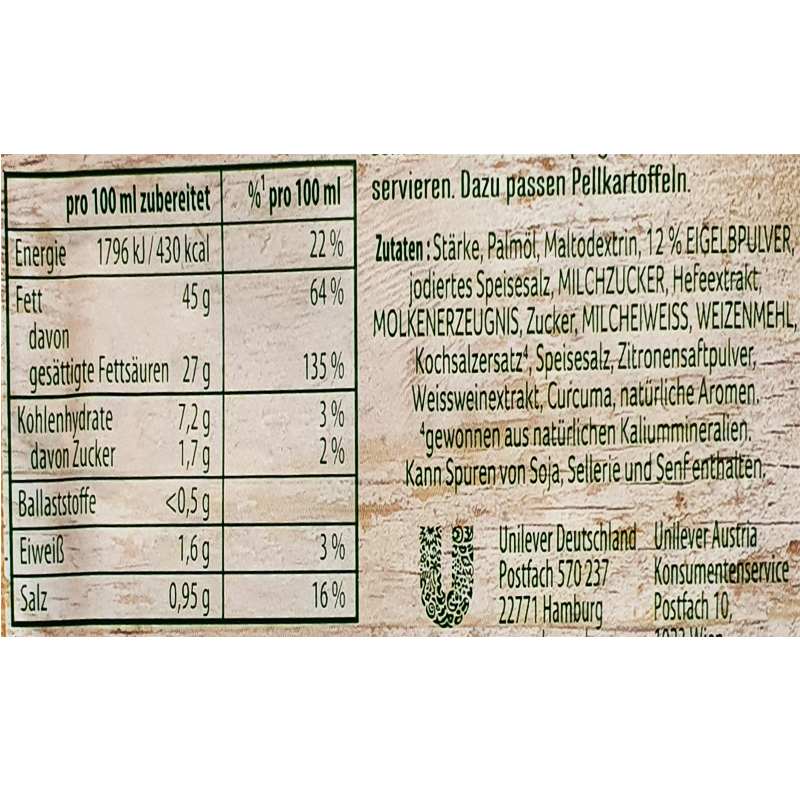 pro 100 ml zubereitet %¹ pro 100 ml
Energie 1796 kJ / 430 kcal 22 %
Fett 45 g 64 %
davon
gesättigte Fettsäuren 27 g 135 %
Kohlenhydrate 7,2 g 3 %
davon Zucker 1,7 g 2 %
Ballaststoffe <0,5 g
Eiweiß 1,6 g 3 %
Salz 0,95 g 16 %
servieren. Dazu passen Pellkartoffeln.
Zutaten : Stärke, Palmöl, Maltodextrin, 12 % EIGELBPULVER,
jodiertes Speisesalz, MILCHZUCKER, Hefeextrakt,
MOLKENERZEUGNIS, Zucker, MILCHEIWEISS, WEIZENMEHL,
Kochsalzersatz⁴, Speisesalz, Zitronensaftpulver,
Weissweinextrakt, Curcuma, natürliche Aromen.
⁴gewonnen aus natürlichen Kaliummineralien.
Kann Spuren von Soja, Sellerie und Senf enthalten.
Unilever Deutschland
Postfach 570 237
22771 Hamburg
Unilever Austria
Konsumentenservice
Postfach 10,